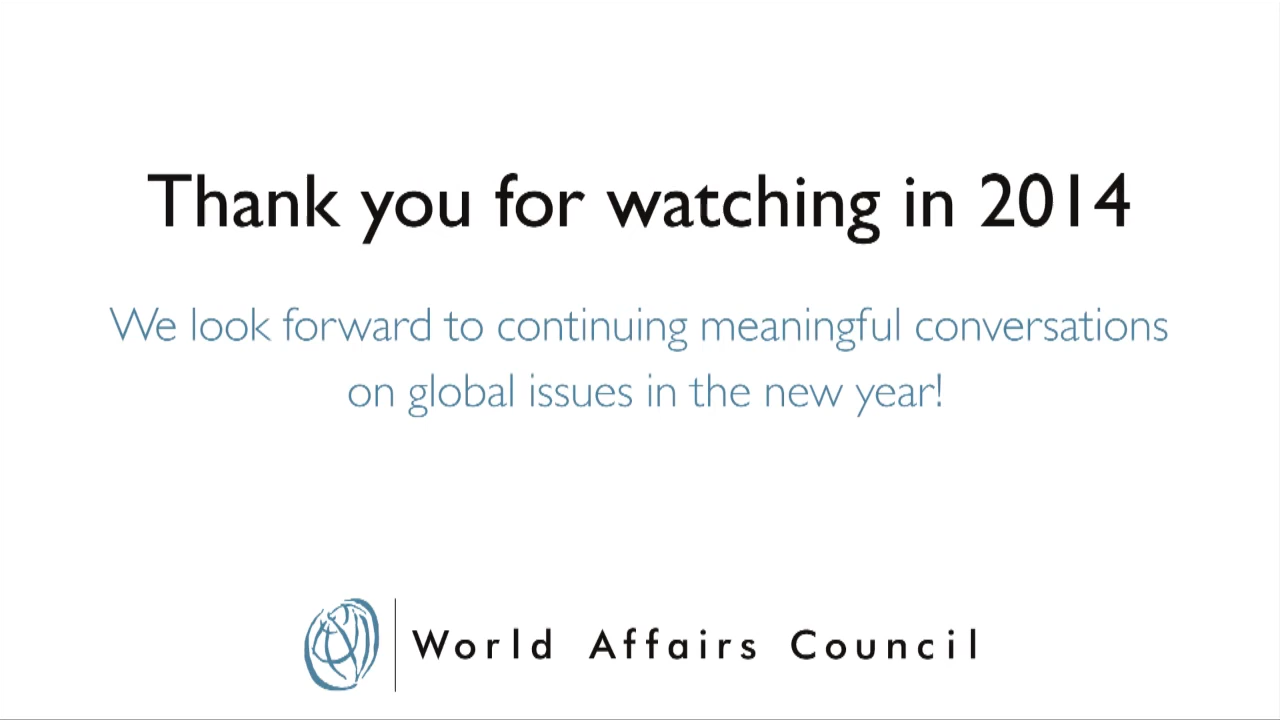 Thank you for watching in 2014
We look forward to continuing meaningful conversations
on global issues in the new year!
World Affairs Council